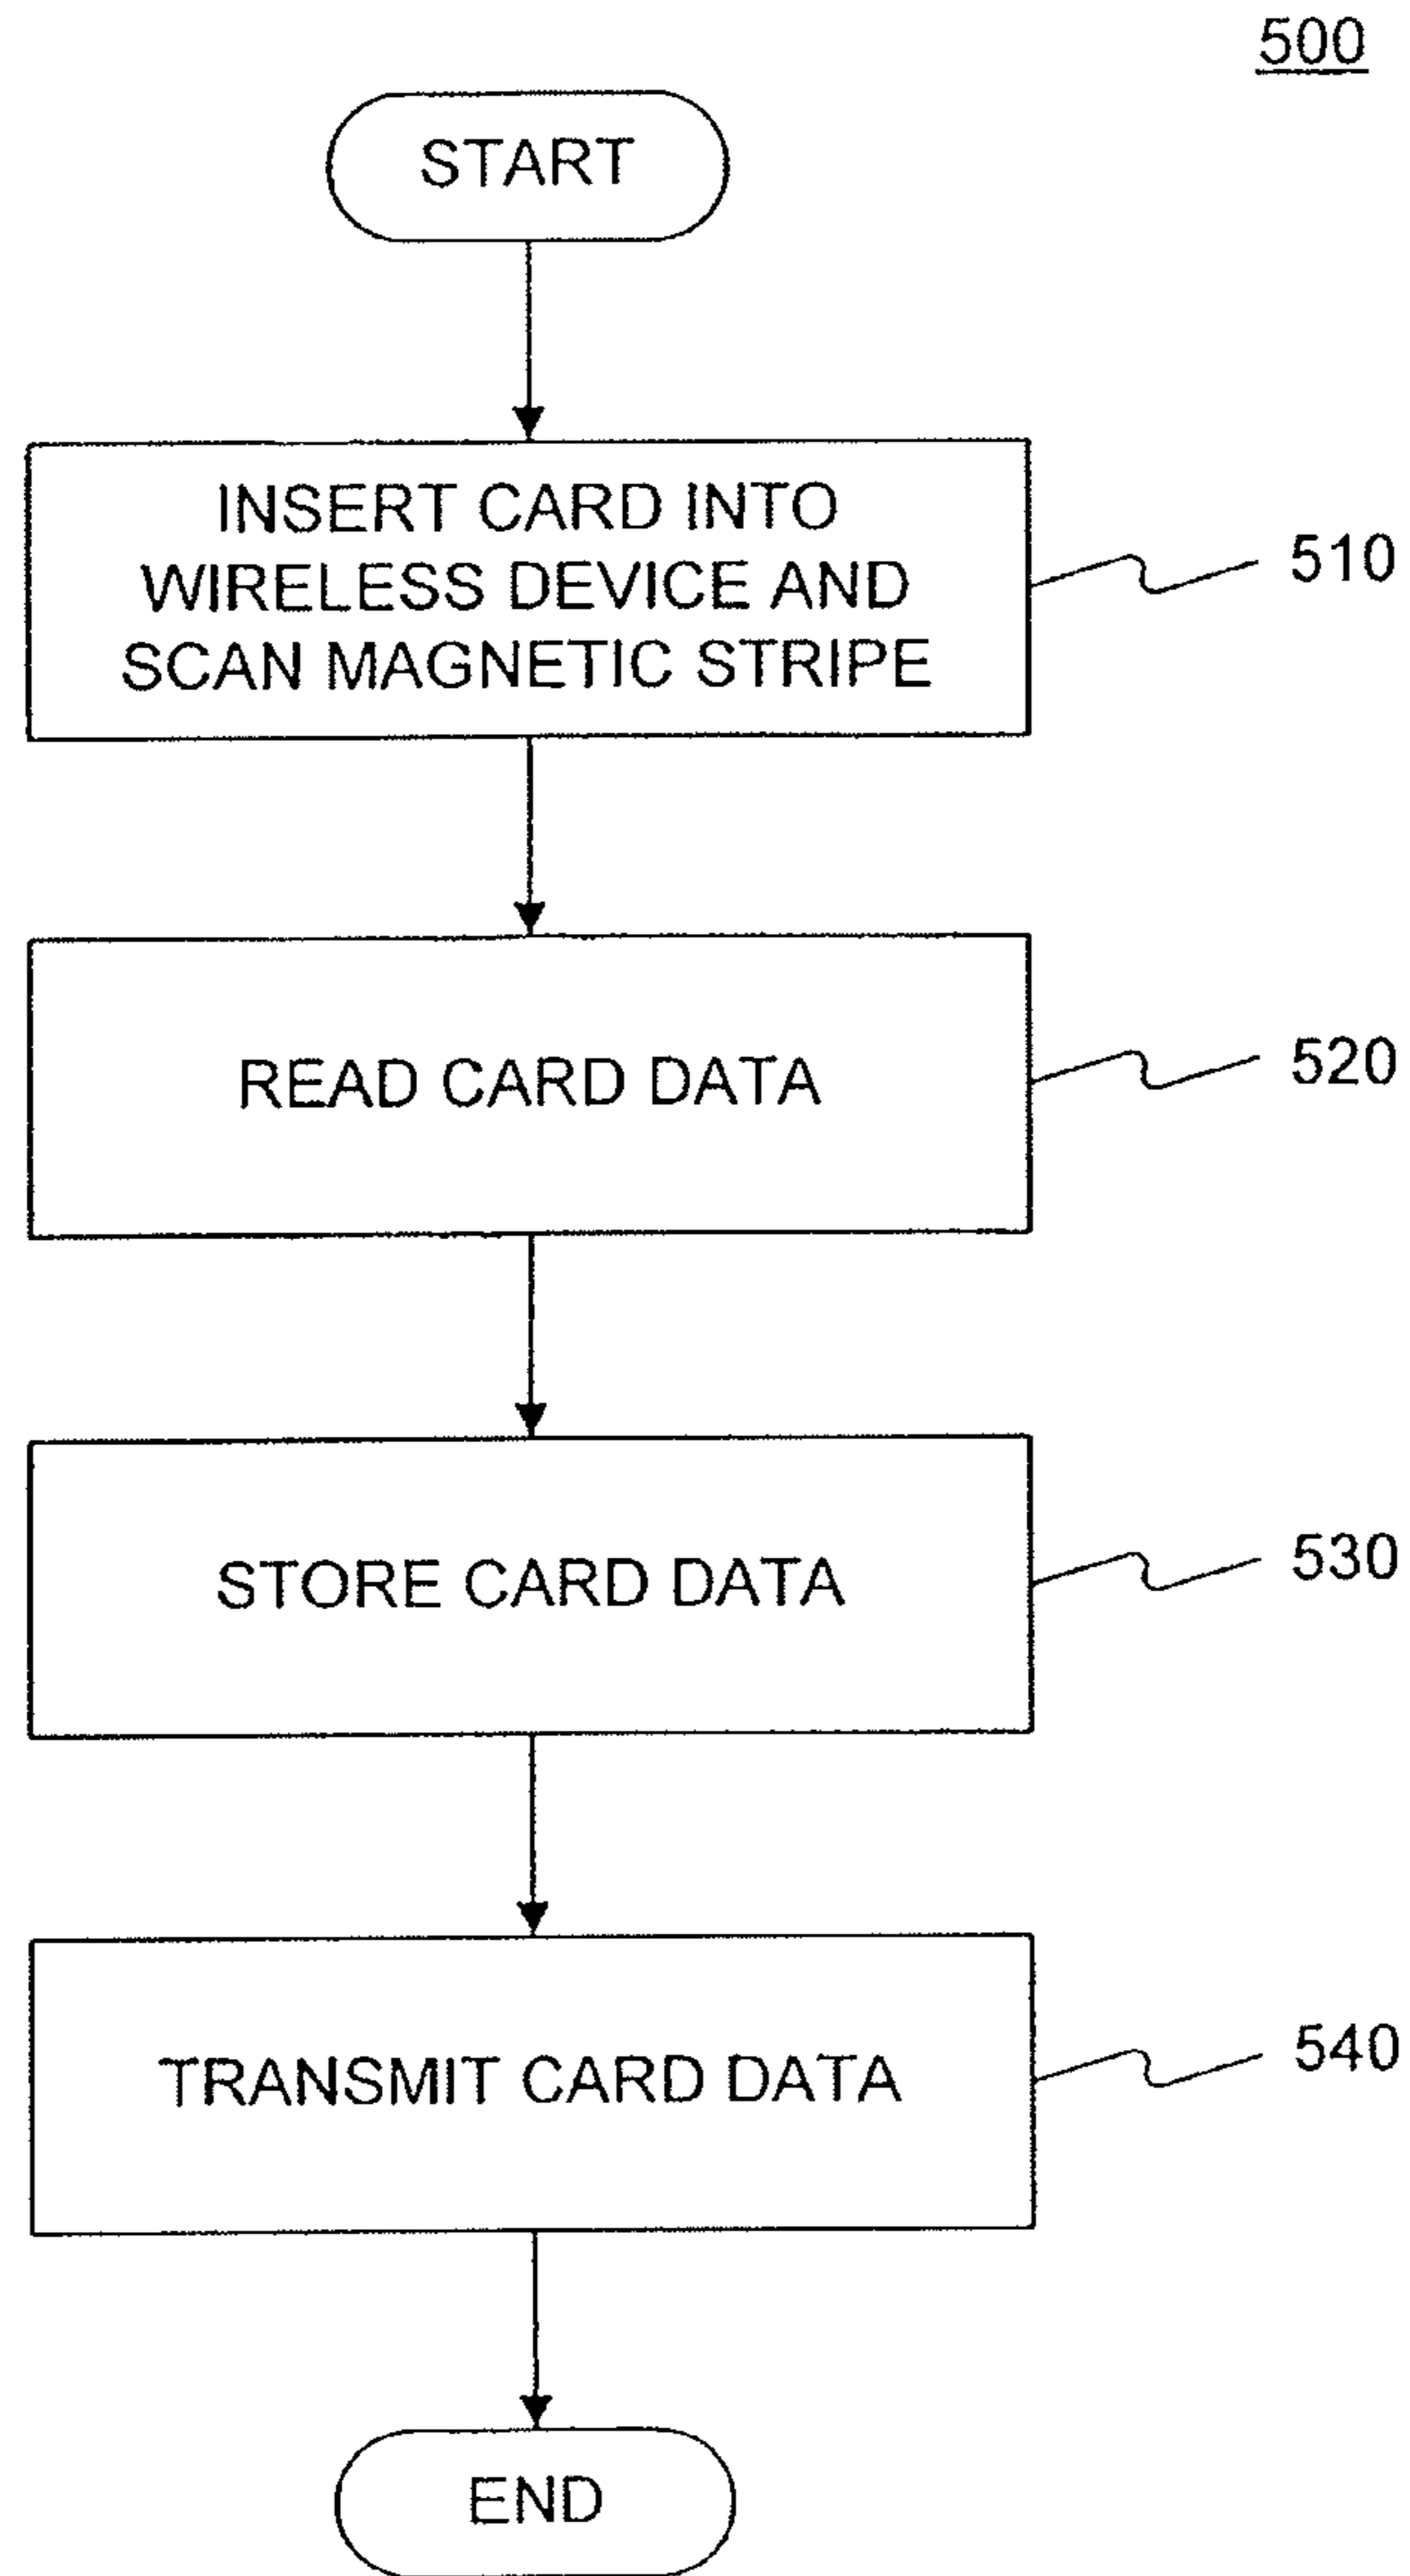 500
START
INSERT CARD INTO
WIRELESS DEVICE AND
SCAN MAGNETIC STRIPE
510
READ CARD DATA
520
STORE CARD DATA
530
TRANSMIT CARD DATA
540
END